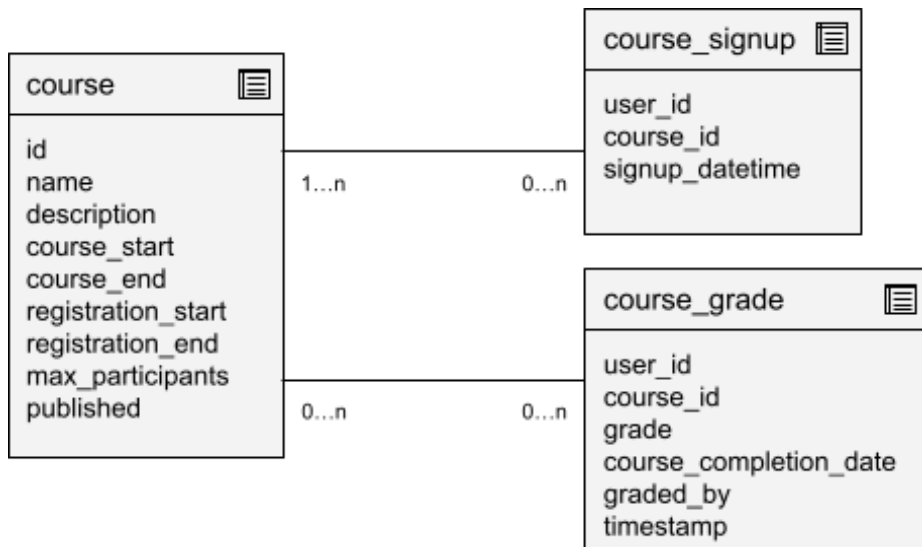 course
id
name
description
course_start
course_end
registration_start
registration_end
max_participants
published
1...n
0...n
0...n
0...n
course_signup
user_id
course_id
signup_datetime
course_grade
user_id
course_id
grade
course_completion_date
graded_by
timestamp